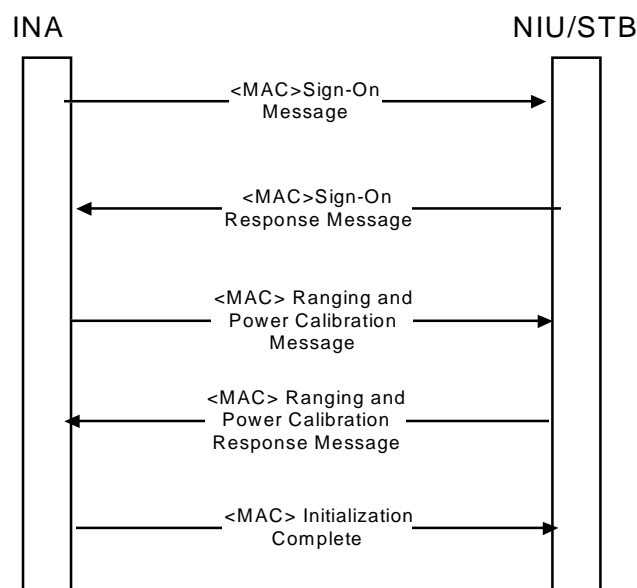 INA
NIU/STB
<MAC>Sign-On
Message
<MAC>Sign-On
Response Message
<MAC> Ranging and
Power Calibration
Message
<MAC> Ranging and
Power Calibration
Response Message
<MAC> Initialization
Complete